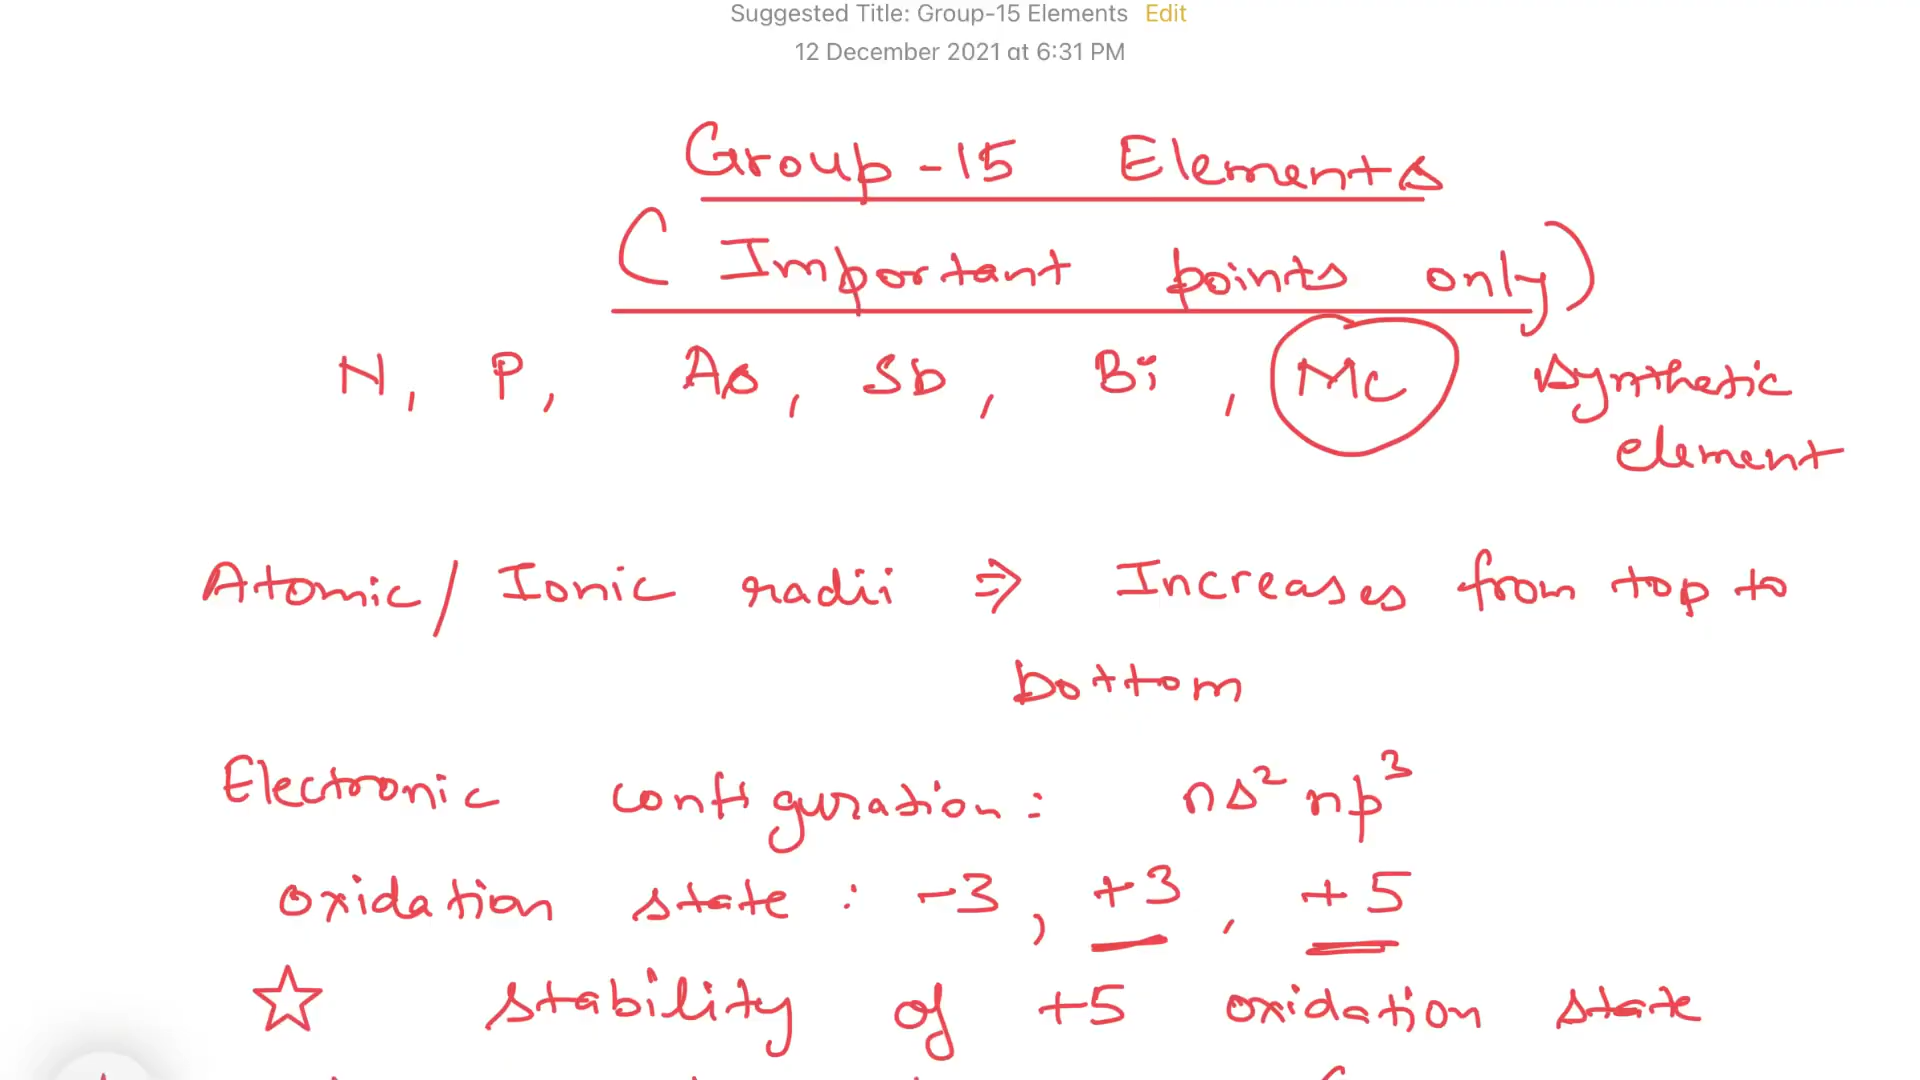 Suggested Title: Group-15 Elements Edit
12 December 2021 at 6:31 PM
Group-15 Elements
(Important points only)
N, P, As, Sb, Bi, Mc synthetic
element
Atomic/Ionic radii ⇒ Increases from top to
bottom
Electronic configuration: ns² np³
oxidation state: -3, +3, +5
☆ stability of +5 oxidation state